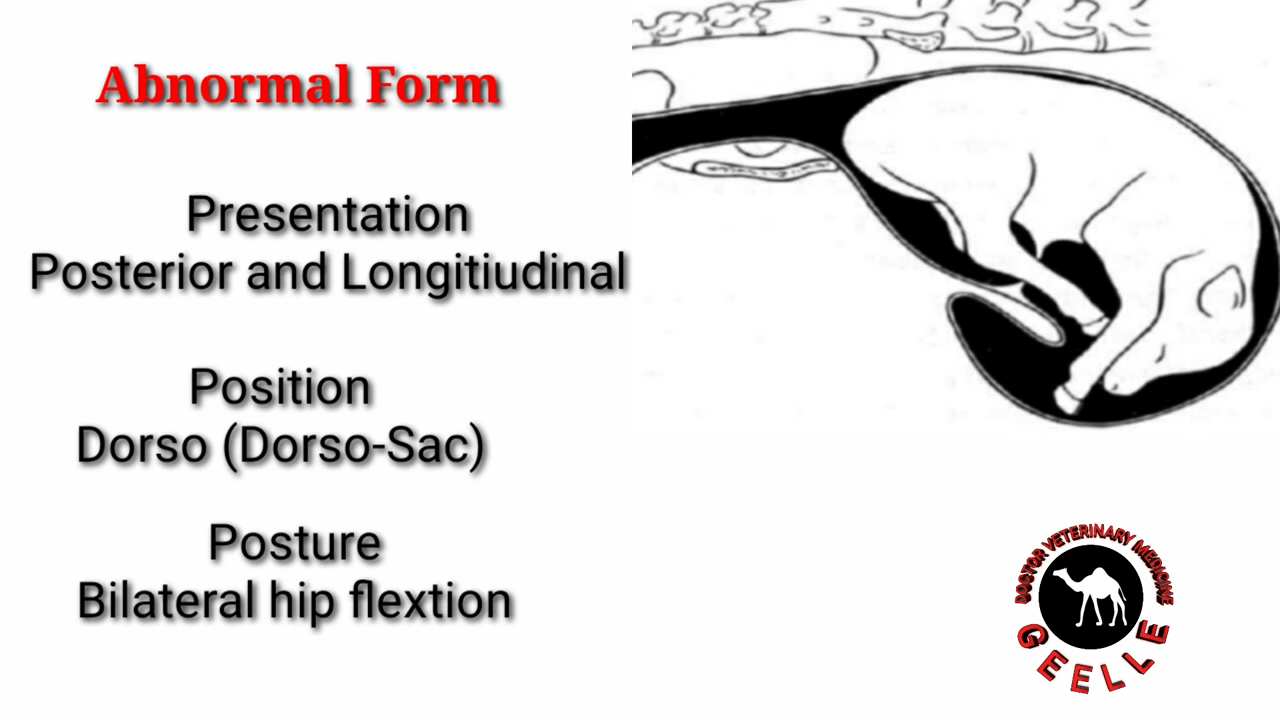 Abnormal Form
Presentation
Posterior and Longitiudinal
Position
Dorso (Dorso-Sac)
Posture
Bilateral hip flextion
DOCTOR VETERINARY MEDICINE
GEELLE